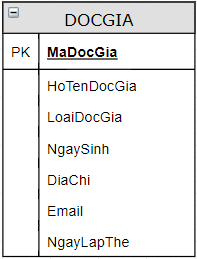 DOCGIA
PK MaDocGia
HoTenDocGia
LoaiDocGia
NgaySinh
DiaChi
Email
NgayLapThe